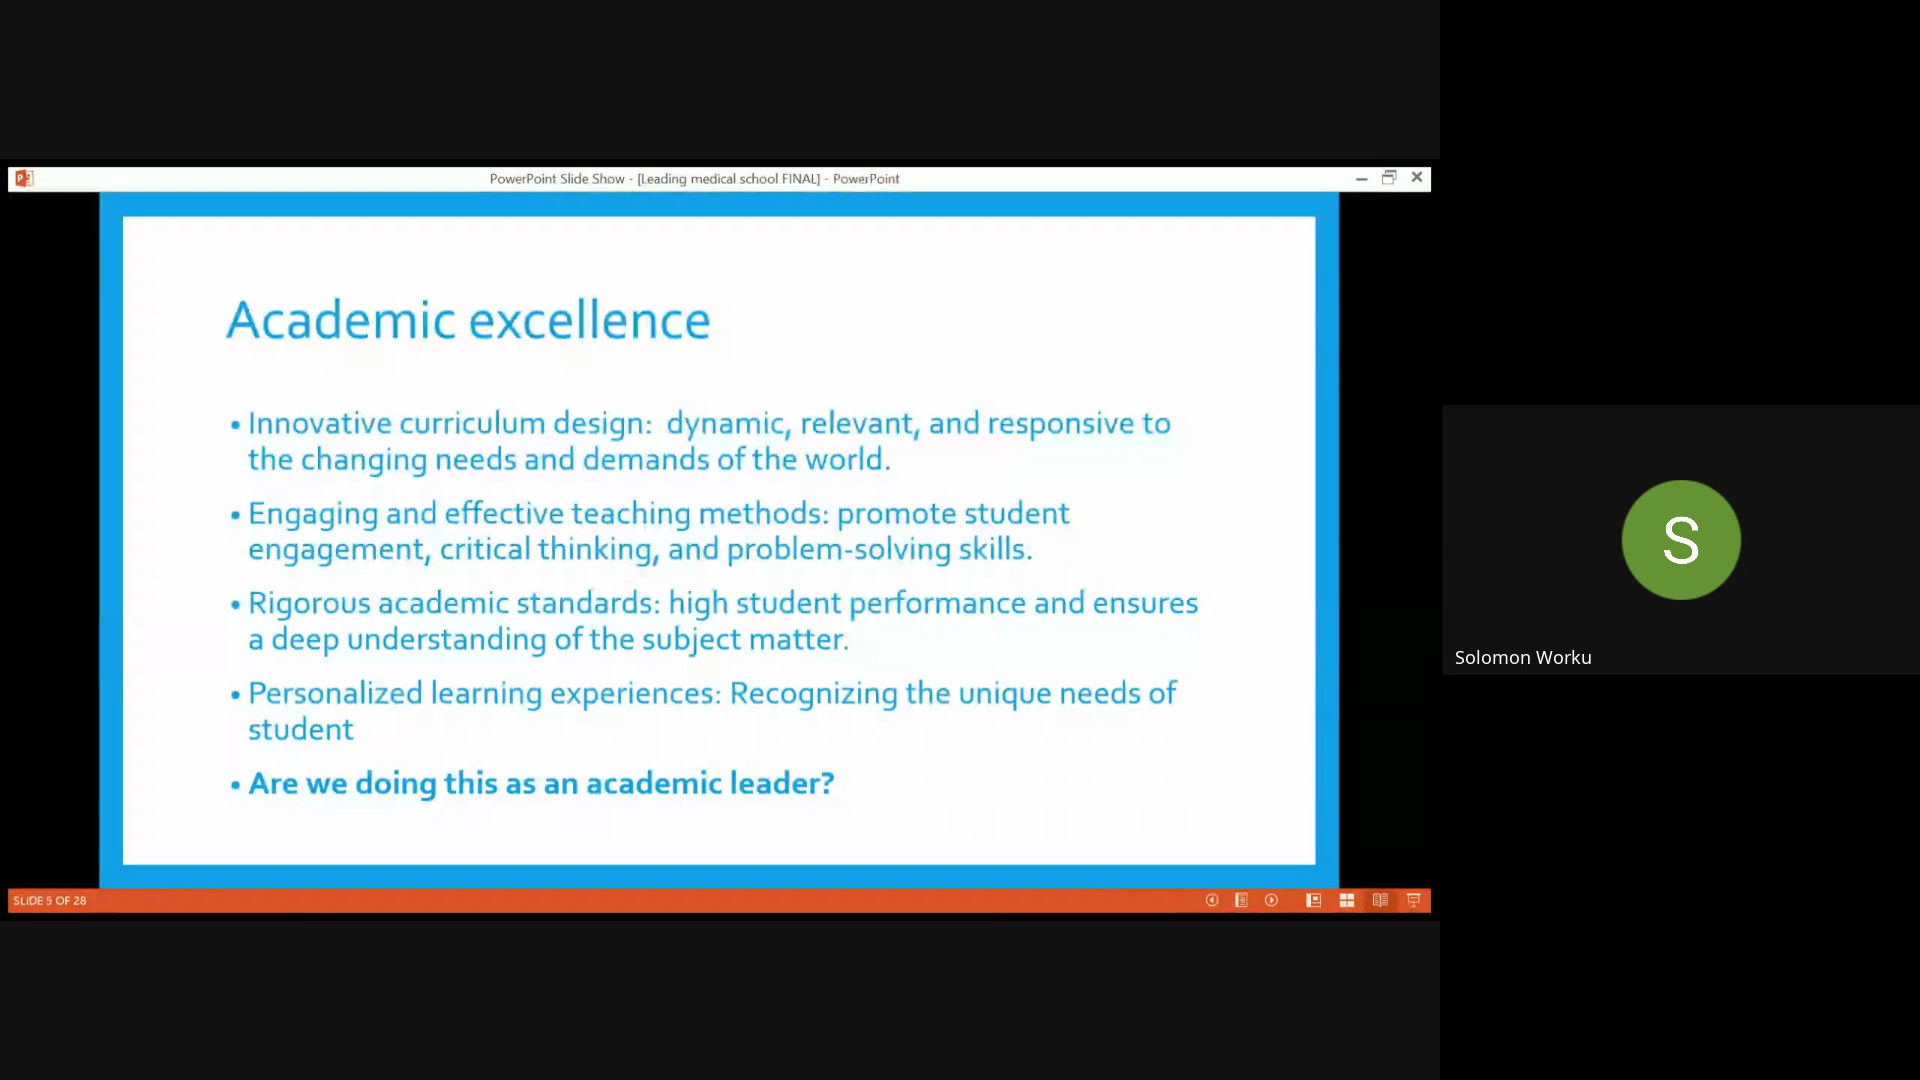 PowerPoint Slide Show - [Leading medical school FINAL] - PowerPoint
Academic excellence
• Innovative curriculum design:  dynamic, relevant, and responsive to
the changing needs and demands of the world.
• Engaging and effective teaching methods: promote student
engagement, critical thinking, and problem-solving skills.
• Rigorous academic standards: high student performance and ensures
a deep understanding of the subject matter.
• Personalized learning experiences: Recognizing the unique needs of
student
• Are we doing this as an academic leader?
SLIDE 5 OF 28
S
Solomon Worku